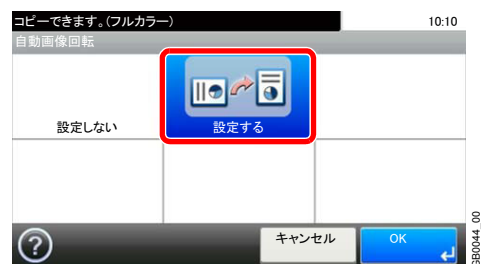 コピーできます。(フルカラー)
10:10
自動画像回転
設定しない
設定する
キャンセル
OK
GB0044_00